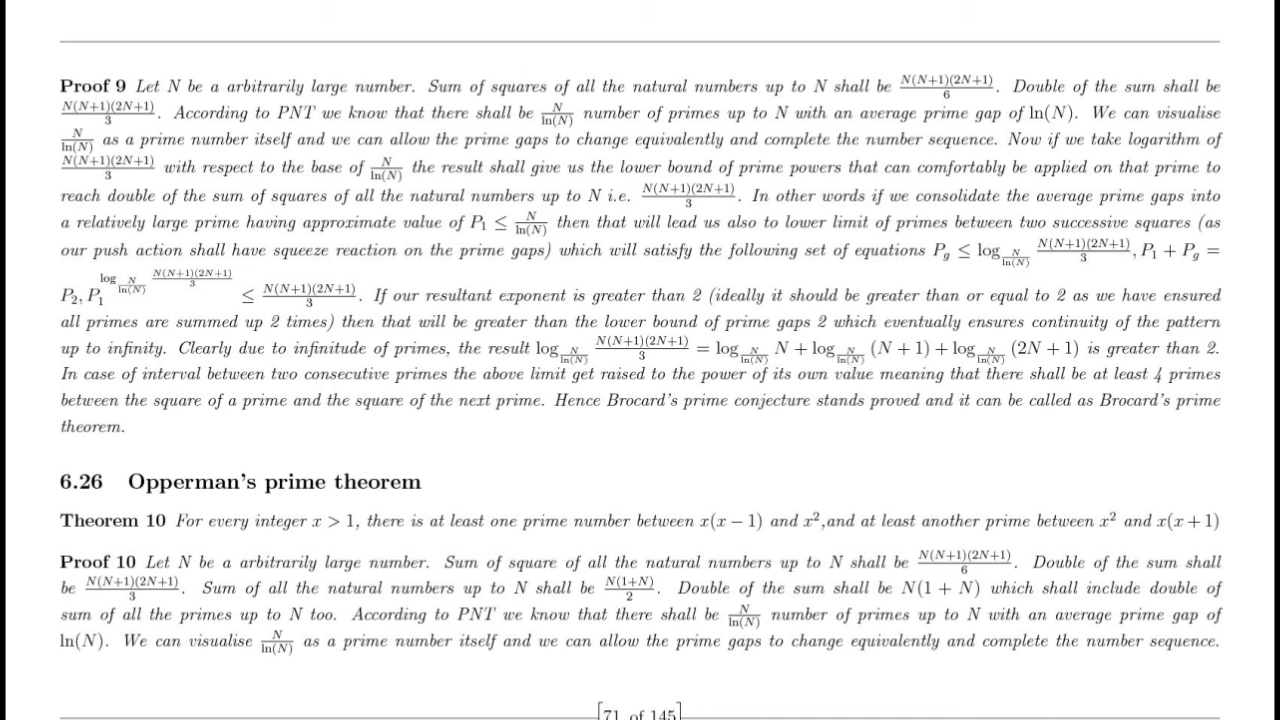 Proof 9 Let N be a arbitrarily large number. Sum of squares of all the natural numbers up to N shall be N(N+1)(2N+1)/6. Double of the sum shall be
N(N+1)(2N+1)/3. According to PNT we know that there shall be N/ln(N) number of primes up to N with an average prime gap of ln(N). We can visualise
N/ln(N) as a prime number itself and we can allow the prime gaps to change equivalently and complete the number sequence. Now if we take logarithm of
N(N+1)(2N+1)/3 with respect to the base of N/ln(N) the result shall give us the lower bound of prime powers that can comfortably be applied on that prime to
reach double of the sum of squares of all the natural numbers up to N i.e. N(N+1)(2N+1)/3. In other words if we consolidate the average prime gaps into
a relatively large prime having approximate value of P₁ ≤ N/ln(N) then that will lead us also to lower limit of primes between two successive squares (as
our push action shall have squeeze reaction on the prime gaps) which will satisfy the following set of equations P_g ≤ log_{N/ln(N)} N(N+1)(2N+1)/3, P₁ + P_g =
P₂, P₁^{log_{N/ln(N)} N(N+1)(2N+1)/3} ≤ N(N+1)(2N+1)/3. If our resultant exponent is greater than 2 (ideally it should be greater than or equal to 2 as we have ensured
all primes are summed up 2 times) then that will be greater than the lower bound of prime gaps 2 which eventually ensures continuity of the pattern
up to infinity. Clearly due to infinitude of primes, the result log_{N/ln(N)} N(N+1)(2N+1)/3 = log_{N/ln(N)} N + log_{N/ln(N)} (N + 1) + log_{N/ln(N)} (2N + 1) is greater than 2.
In case of interval between two consecutive primes the above limit get raised to the power of its own value meaning that there shall be at least 4 primes
between the square of a prime and the square of the next prime. Hence Brocard's prime conjecture stands proved and it can be called as Brocard's prime
theorem.
6.26 Opperman's prime theorem
Theorem 10 For every integer x > 1, there is at least one prime number between x(x − 1) and x²,and at least another prime between x² and x(x + 1)
Proof 10 Let N be a arbitrarily large number. Sum of square of all the natural numbers up to N shall be N(N+1)(2N+1)/6. Double of the sum shall
be N(N+1)(2N+1)/3. Sum of all the natural numbers up to N shall be N(1+N)/2. Double of the sum shall be N(1 + N) which shall include double of
sum of all the primes up to N too. According to PNT we know that there shall be N/ln(N) number of primes up to N with an average prime gap of
ln(N). We can visualise N/ln(N) as a prime number itself and we can allow the prime gaps to change equivalently and complete the number sequence.
71 of 145